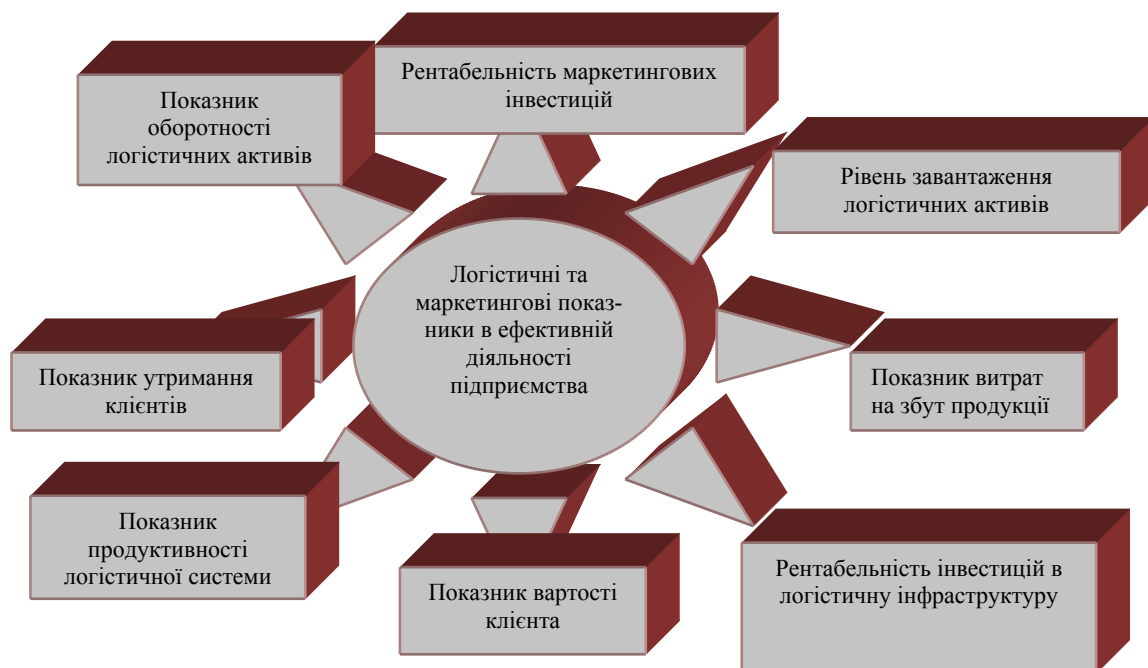 Рентабельність маркетингових
інвестицій
Показник
оборотності
логістичних активів
Рівень завантаження
логістичних активів
Логістичні та
маркетингові показ-
ники в ефективній
діяльності
підприємства
Показник утримання
клієнтів
Показник витрат
на збут продукції
Показник
продуктивності
логістичної системи
Показник вартості
клієнта
Рентабельність інвестицій в
логістичну інфраструктуру